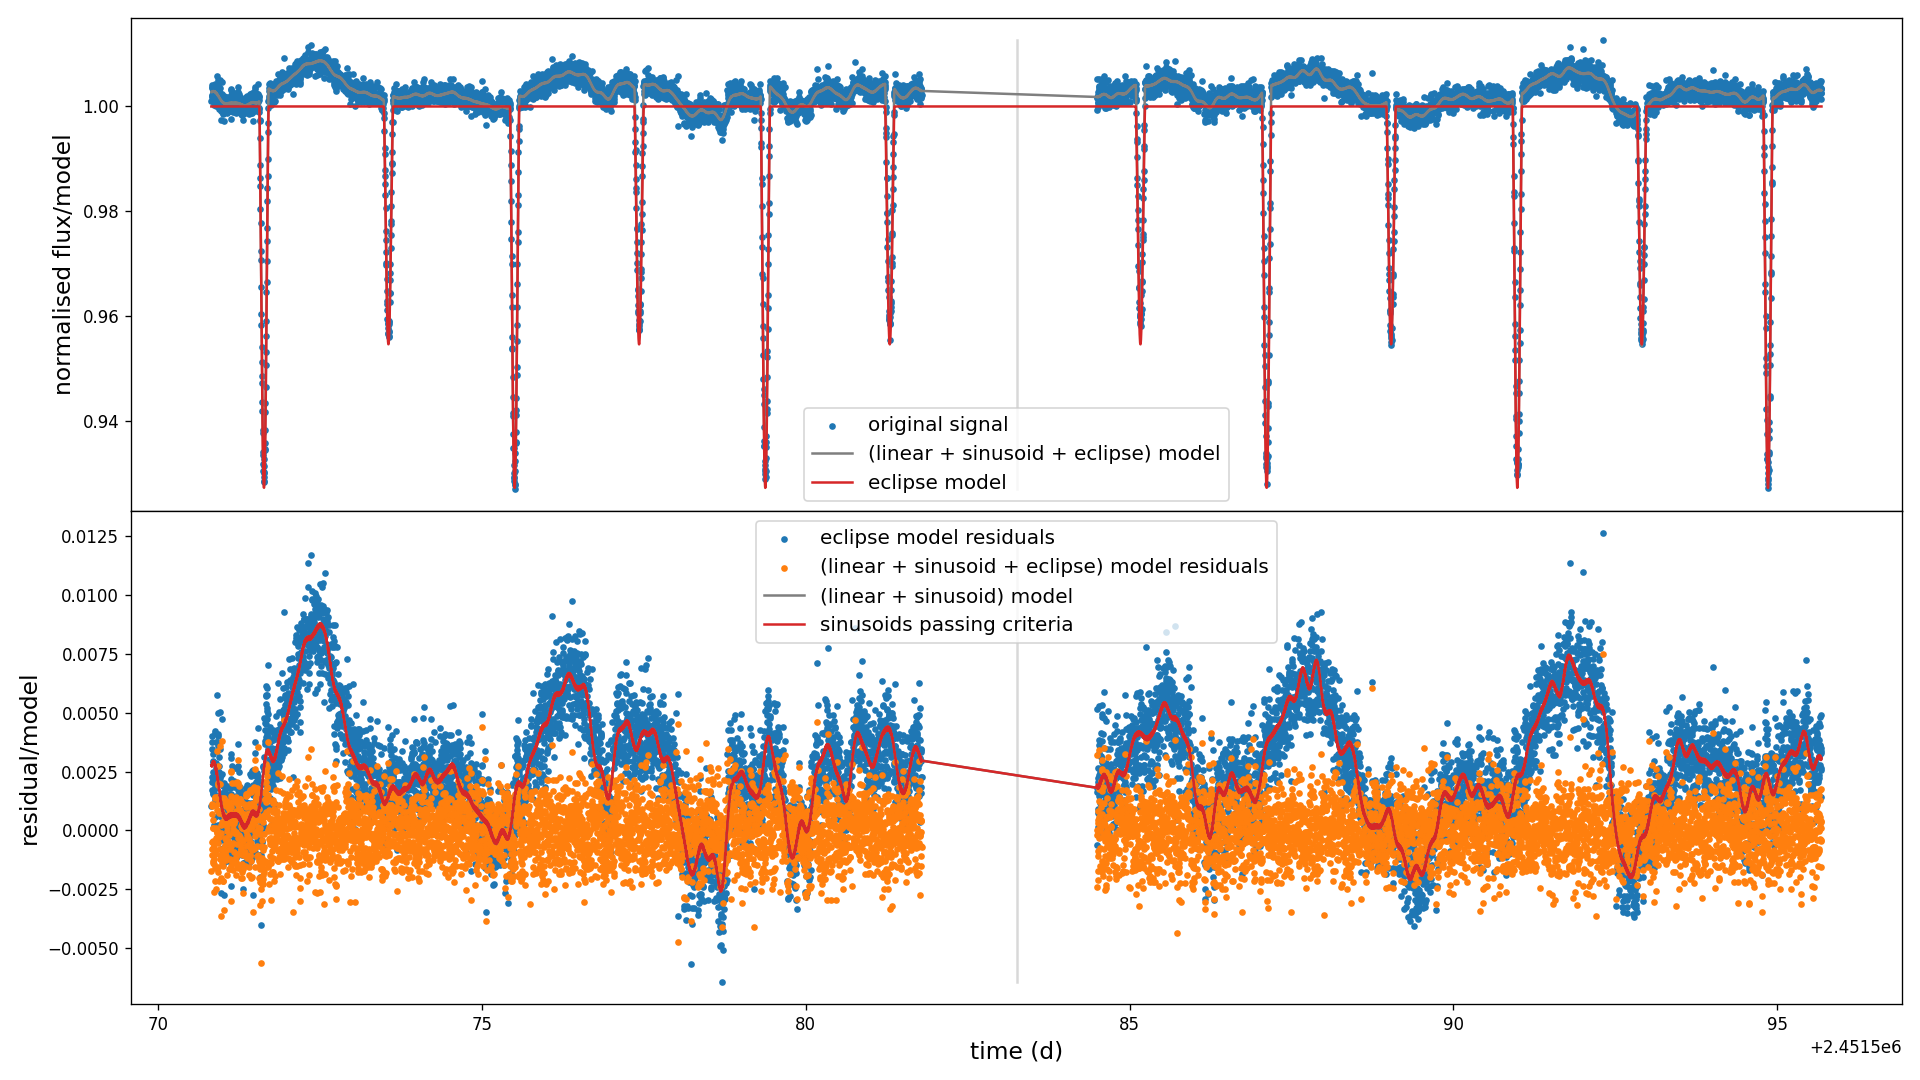 normalised flux/model
1.00
0.98
0.96
0.94
original signal
(linear + sinusoid + eclipse) model
eclipse model
residual/model
0.0125
0.0100
0.0075
0.0050
0.0025
0.0000
−0.0025
−0.0050
eclipse model residuals
(linear + sinusoid + eclipse) model residuals
(linear + sinusoid) model
sinusoids passing criteria
70
75
80
85
90
95
time (d)
+2.4515e6